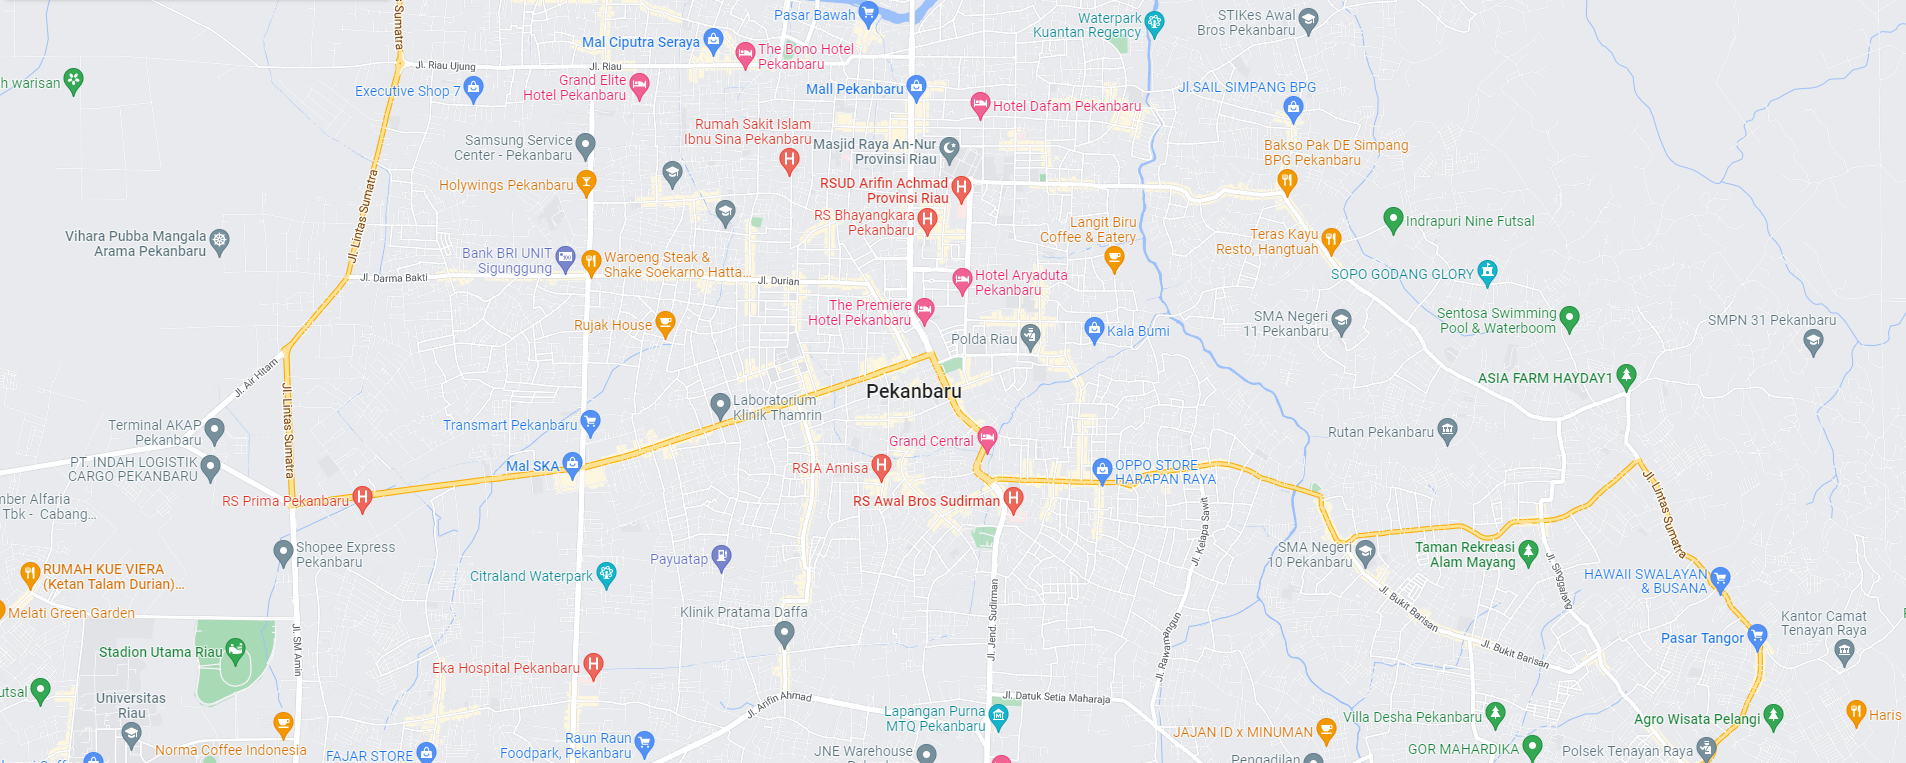 Pasar Bawah
Waterpark
Kuantan Regency
STIKes Awal
Bros Pekanbaru
Mal Ciputra Seraya
The Bono Hotel
Pekanbaru
Jl. Riau Ujung
Jl. Riau
Grand Elite
Hotel Pekanbaru
Executive Shop 7
Mall Pekanbaru
Hotel Dafam Pekanbaru
Jl.SAIL SIMPANG BPG
h warisan
Sumatra
Rumah Sakit Islam
Ibnu Sina Pekanbaru
Samsung Service
Center - Pekanbaru
Masjid Raya An-Nur
Provinsi Riau
Bakso Pak DE Simpang
BPG Pekanbaru
Holywings Pekanbaru
RSUD Arifin Achmad
Provinsi Riau
RS Bhayangkara
Pekanbaru
Jl. Lintas Sumatra
Langit Biru
Coffee & Eatery
Indrapuri Nine Futsal
Teras Kayu
Resto, Hangtuah
Vihara Pubba Mangala
Arama Pekanbaru
Bank BRI UNIT
Sigunggung
Waroeng Steak &
Shake Soekarno Hatta...
Jl. Darma Bakti
Jl. Durian
Hotel Aryaduta
Pekanbaru
SOPO GODANG GLORY
The Premiere
Hotel Pekanbaru
Rujak House
Polda Riau
Kala Bumi
SMA Negeri
11 Pekanbaru
Sentosa Swimming
Pool & Waterboom
SMPN 31 Pekanbaru
Jl. Air Hitam
Jl. Lintas Sumatra
Pekanbaru
ASIA FARM HAYDAY1
Laboratorium
Klinik Thamrin
Terminal AKAP
Pekanbaru
Transmart Pekanbaru
Grand Central
Rutan Pekanbaru
PT. INDAH LOGISTIK
CARGO PEKANBARU
Mal SKA
RSIA Annisa
OPPO STORE
HARAPAN RAYA
RS Prima Pekanbaru
RS Awal Bros Sudirman
mber Alfaria
Tbk - Cabang...
Jl. Kelapa Sawit
Jl. Lintas Sumatra
Shopee Express
Pekanbaru
Payuatap
SMA Negeri
10 Pekanbaru
Taman Rekreasi
Alam Mayang
RUMAH KUE VIERA
(Ketan Talam Durian)...
Citraland Waterpark
Jl. Singgalang
HAWAII SWALAYAN
& BUSANA
Melati Green Garden
Klinik Pratama Daffa
Jl. Jend. Sudirman
Jl. Rawamangun
Jl. Bukit Barisan
Kantor Camat
Tenayan Raya
Jl. SM Amin
Stadion Utama Riau
Pasar Tangor
Jl. Bukit Barisan
Eka Hospital Pekanbaru
utsal
Universitas
Riau
Jl. Arifin Ahmad
Jl. Datuk Setia Maharaja
Lapangan Purna
MTQ Pekanbaru
Villa Desha Pekanbaru
Agro Wisata Pelangi
Haris
JAJAN ID x MINUMAN
Norma Coffee Indonesia
FAJAR STORE
Raun Raun
Foodpark, Pekanbaru
JNE Warehouse
GOR MAHARDIKA
Polsek Tenayan Raya
Pengadilan